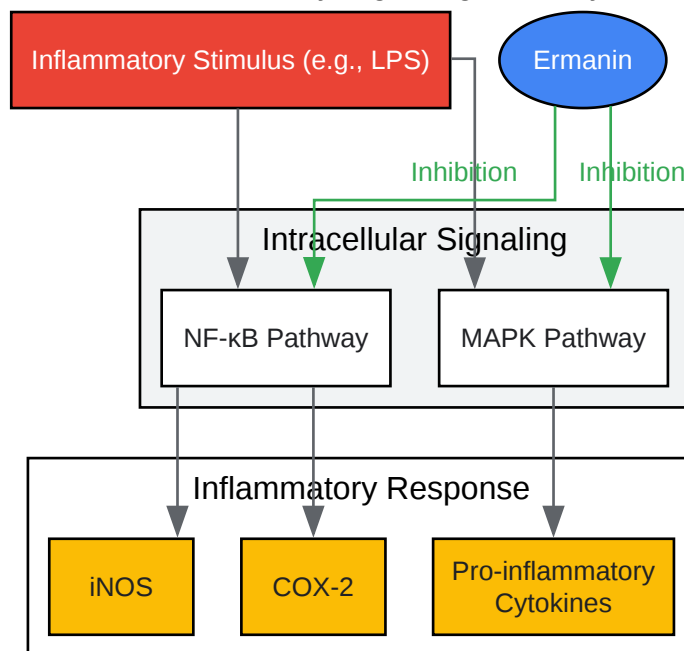 Inflammatory Stimulus (e.g., LPS)
Ermanin
Inhibition
Inhibition
Intracellular Signaling
NF-κB Pathway
MAPK Pathway
Inflammatory Response
iNOS
COX-2
Pro-inflammatory
Cytokines